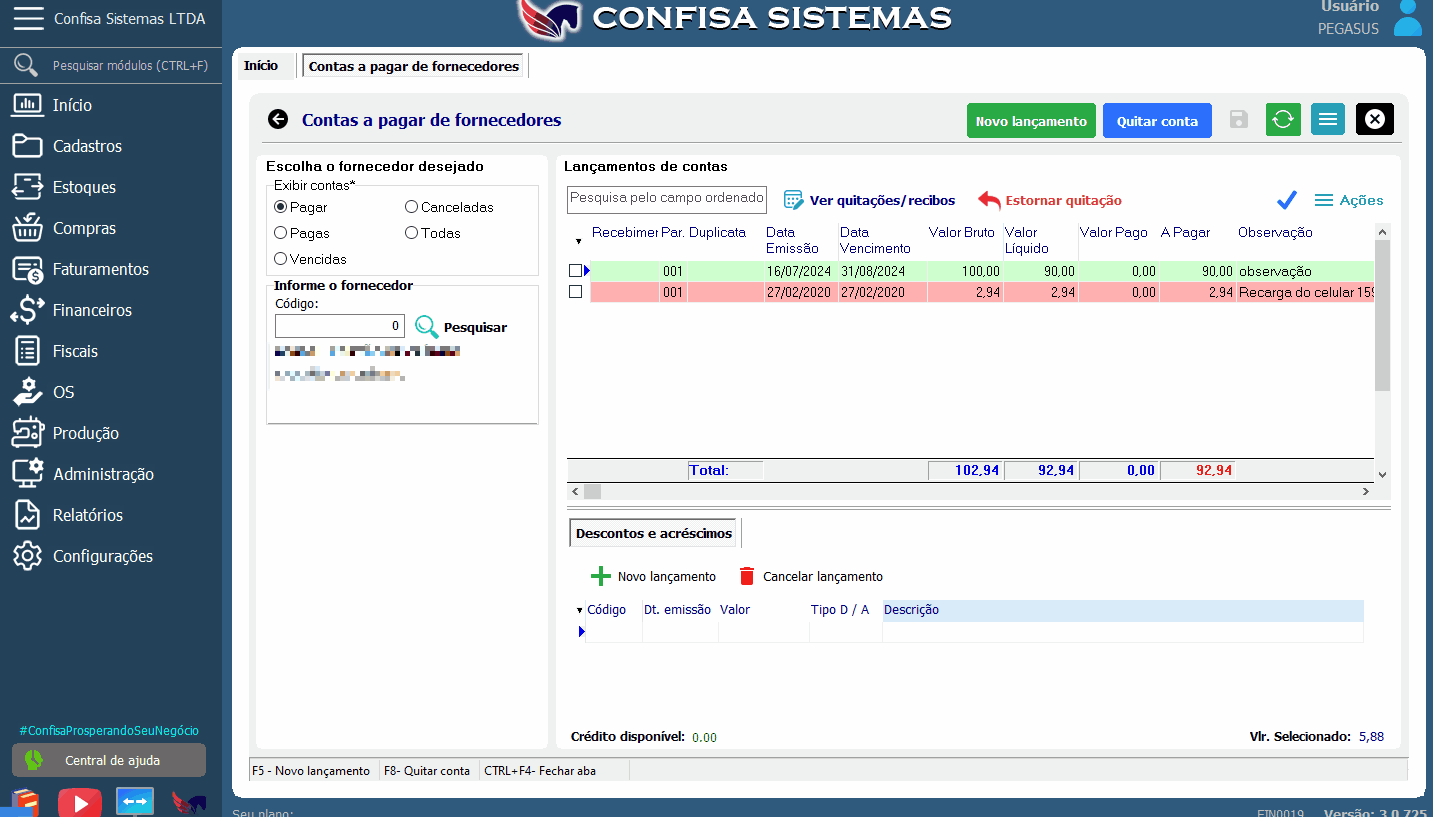 Confisa Sistemas LTDA
CONFISA SISTEMAS
Usuário
PEGASUS
Pesquisar módulos (CTRL+F)
Início
Cadastros
Estoques
Compras
Faturamentos
Financeiros
Fiscais
OS
Produção
Administração
Relatórios
Configurações
#ConfisaProsperandoSeuNegócio
Central de ajuda
Início
Contas a pagar de fornecedores
Contas a pagar de fornecedores
Novo lançamento
Quitar conta
Escolha o fornecedor desejado
Exibir contas*
Pagar
Canceladas
Pagas
Todas
Vencidas
Informe o fornecedor
Código:
0
Pesquisar
Lançamentos de contas
Pesquisa pelo campo ordenado
Ver quitações/recibos
Estornar quitação
Ações
Recebimer Par. Duplicata Data Emissão Data Vencimento Valor Bruto Valor Líquido Valor Pago A Pagar Observação
001 16/07/2024 31/08/2024 100,00 90,00 0,00 90,00 observação
001 27/02/2020 27/02/2020 2,94 2,94 0,00 2,94 Recarga do celular 159
Total: 102,94 92,94 0,00 92,94
Descontos e acréscimos
Novo lançamento
Cancelar lançamento
Código Dt. emissão Valor Tipo D / A Descrição
Crédito disponível: 0.00
Vlr. Selecionado: 5,88
F5 - Novo lançamento F8- Quitar conta CTRL+F4- Fechar aba
Seu plano:
FIN0019
Versão: 3.0.725